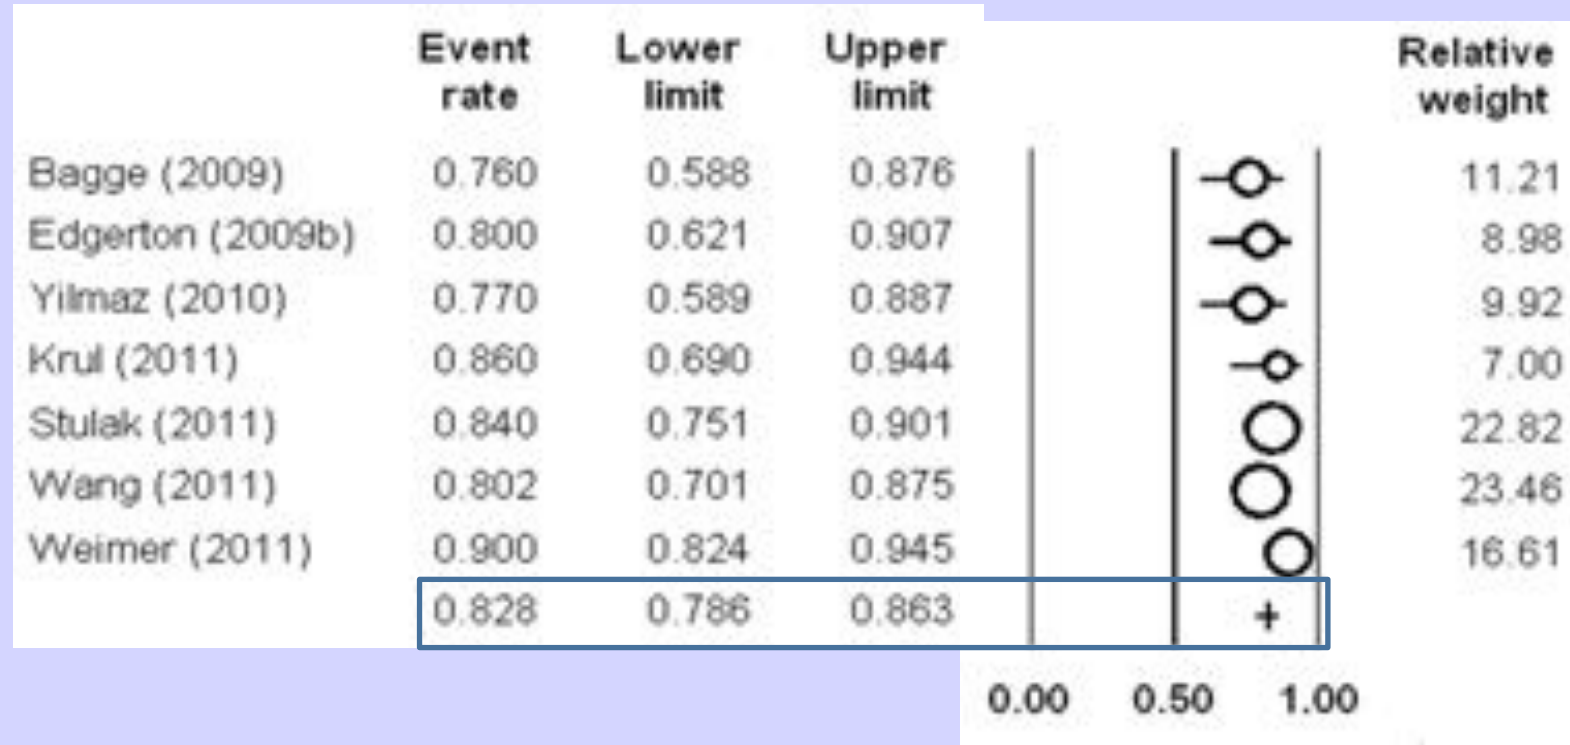 Event rate Lower limit Upper limit Relative weight
Bagge (2009) 0.760 0.588 0.876 11.21
Edgerton (2009b) 0.800 0.621 0.907 8.98
Yilmaz (2010) 0.770 0.589 0.887 9.92
Krul (2011) 0.860 0.690 0.944 7.00
Stulak (2011) 0.840 0.751 0.901 22.82
Wang (2011) 0.802 0.701 0.875 23.46
Weimer (2011) 0.900 0.824 0.945 16.61
0.828 0.786 0.863
0.00 0.50 1.00